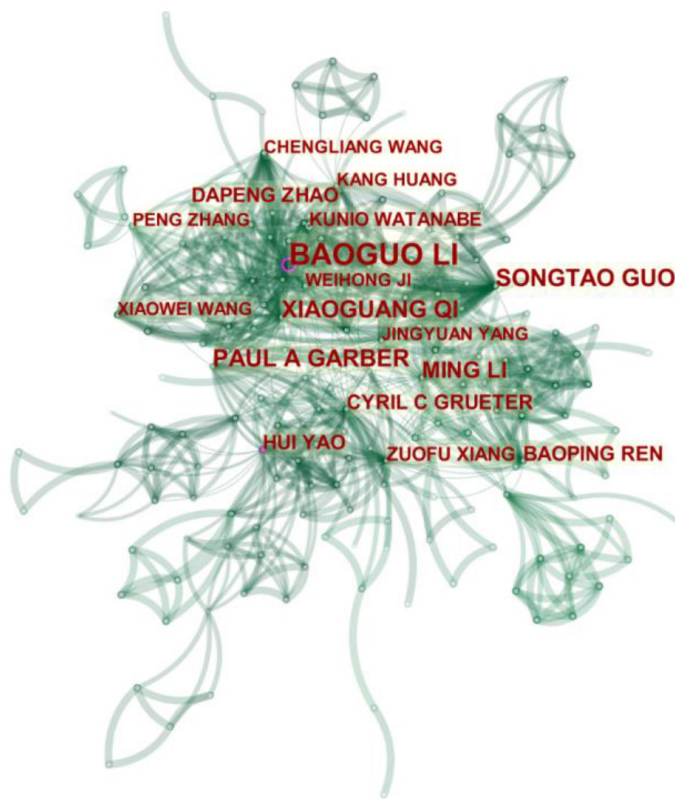 CHENGLIANG WANG
KANG HUANG
DAPENG ZHAO
PENG ZHANG
KUNIO WATANABE
BAOGUO LI
WEIHONG JI
SONGTAO GUO
XIAOWEI WANG
XIAOGUANG QI
JINGYUAN YANG
PAUL A GARBER
MING LI
CYRIL C GRUETER
HUI YAO
ZUOFU XIANG
BAOPING REN